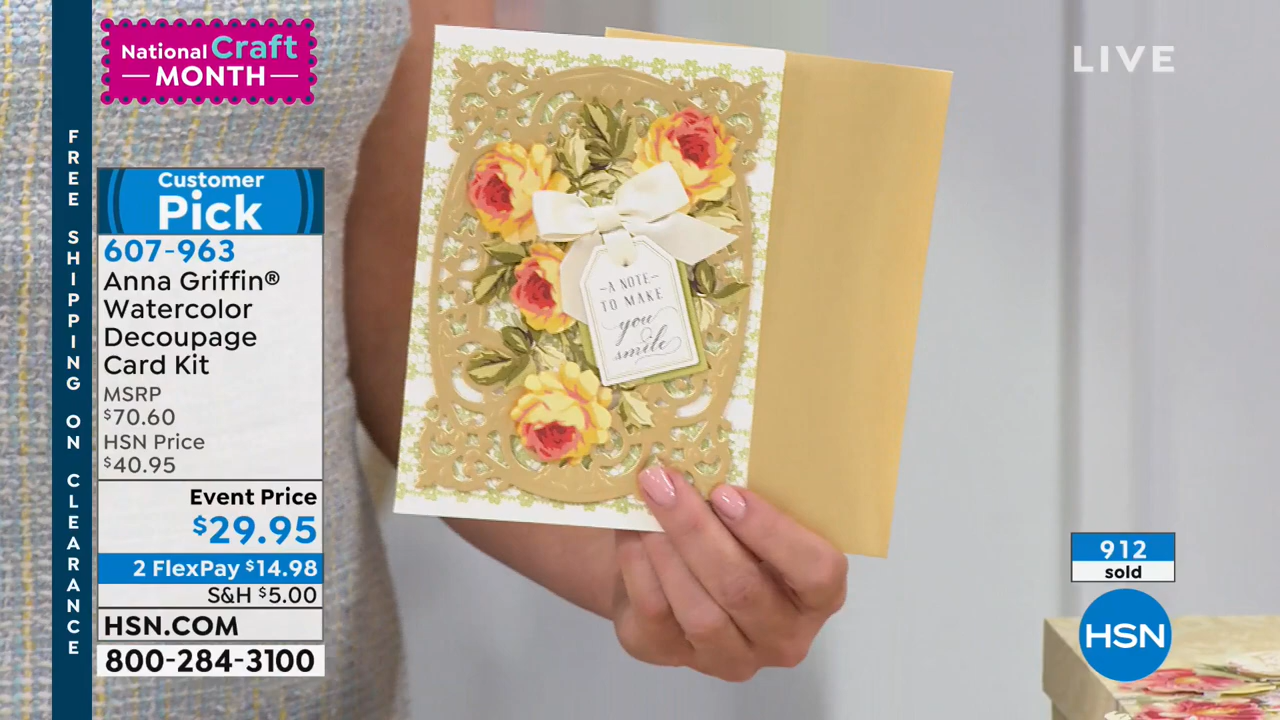 National Craft
MONTH
LIVE
FREE SHIPPING ON CLEARANCE
Customer
Pick
607-963
Anna Griffin®
Watercolor
Decoupage
Card Kit
MSRP
$70.60
HSN Price
$40.95
Event Price
$29.95
2 FlexPay $14.98
S&H $5.00
HSN.COM
800-284-3100
-A NOTE-
TO MAKE
you
smile
912
sold
HSN